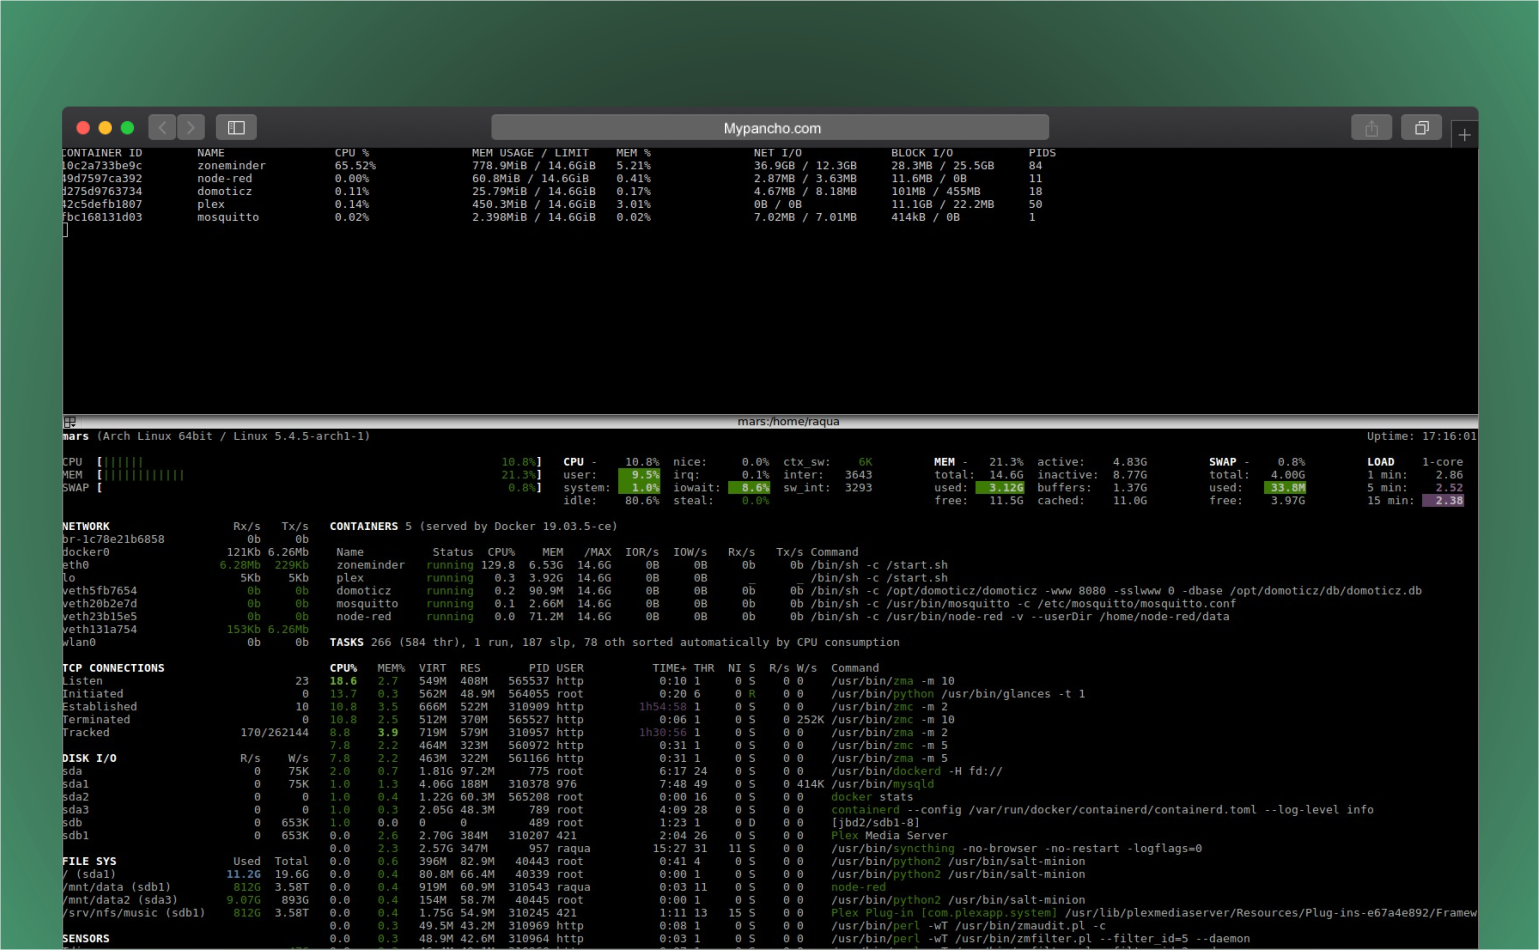 Mypancho.com
CONTAINER ID NAME CPU % MEM USAGE / LIMIT MEM % NET I/O BLOCK I/O PIDS
10c2a733be9c zoneminder 65.52% 778.9MiB / 14.6GiB 5.21% 36.9GB / 12.3GB 28.3MB / 25.5GB 84
49d7597ca392 node-red 0.00% 60.8MiB / 14.6GiB 0.41% 2.87MB / 3.63MB 11.6MB / 0B 11
d275d9763734 domoticz 0.11% 25.79MiB / 14.6GiB 0.17% 4.67MB / 8.18MB 101MB / 455MB 18
42c5defb1807 plex 0.14% 450.3MiB / 14.6GiB 3.01% 0B / 0B 11.1GB / 22.2MB 50
fbc168131d03 mosquitto 0.02% 2.398MiB / 14.6GiB 0.02% 7.02MB / 7.01MB 414kB / 0B 1
mars:/home/raqua
mars (Arch Linux 64bit / Linux 5.4.5-arch1-1) Uptime: 17:16:01
CPU [|||||| 10.8%] CPU - 10.8% nice: 0.0% ctx_sw: 6K MEM - 21.3% active: 4.83G SWAP - 0.8% LOAD 1-core
MEM [|||||||||||| 21.3%] user: 9.5% irq: 0.1% inter: 3643 total: 14.6G inactive: 8.77G total: 4.00G 1 min: 2.86
SWAP [ 0.8%] system: 1.0% iowait: 8.6% sw_int: 3293 used: 3.12G buffers: 1.37G used: 33.8M 5 min: 2.52
idle: 80.6% steal: 0.0% free: 11.5G cached: 11.0G free: 3.97G 15 min: 2.38
NETWORK Rx/s Tx/s CONTAINERS 5 (served by Docker 19.03.5-ce)
br-1c78e21b6858 0b 0b
docker0 121Kb 6.26Mb Name Status CPU% MEM /MAX IOR/s IOW/s Rx/s Tx/s Command
eth0 6.28Mb 229Kb zoneminder running 129.8 6.53G 14.6G 0B 0B 0b 0b /bin/sh -c /start.sh
lo 5Kb 5Kb plex running 0.3 3.92G 14.6G 0B 0B _ _ /bin/sh -c /start.sh
veth5fb7654 0b 0b domoticz running 0.2 90.9M 14.6G 0B 0B 0b 0b /bin/sh -c /opt/domoticz/domoticz -www 8080 -sslwww 0 -dbase /opt/domoticz/db/domoticz.db
veth20b2e7d 0b 0b mosquitto running 0.1 2.66M 14.6G 0B 0B 0b 0b /bin/sh -c /usr/bin/mosquitto -c /etc/mosquitto/mosquitto.conf
veth23b15e5 0b 0b node-red running 0.0 71.2M 14.6G 0B 0B 0b 0b /bin/sh -c /usr/bin/node-red -v --userDir /home/node-red/data
veth131a754 153Kb 6.26Mb
wlan0 0b 0b TASKS 266 (584 thr), 1 run, 187 slp, 78 oth sorted automatically by CPU consumption
TCP CONNECTIONS CPU% MEM% VIRT RES PID USER TIME+ THR NI S R/s W/s Command
Listen 23 18.6 2.7 549M 408M 565537 http 0:10 1 0 S 0 0 /usr/bin/zma -m 10
Initiated 0 13.7 0.3 562M 48.9M 564055 root 0:20 6 0 R 0 0 /usr/bin/python /usr/bin/glances -t 1
Established 10 10.8 3.5 666M 522M 310909 http 1h54:58 1 0 S 0 0 /usr/bin/zmc -m 2
Terminated 0 10.8 2.5 512M 370M 565527 http 0:06 1 0 S 0 252K /usr/bin/zmc -m 10
Tracked 170/262144 8.8 3.9 719M 579M 310957 http 1h30:56 1 0 S 0 0 /usr/bin/zma -m 2
7.8 2.2 464M 323M 560972 http 0:31 1 0 S 0 0 /usr/bin/zmc -m 5
DISK I/O R/s W/s 7.8 2.2 463M 322M 561166 http 0:31 1 0 S 0 0 /usr/bin/zma -m 5
sda 0 75K 2.0 0.7 1.81G 97.2M 775 root 6:17 24 0 S 0 0 /usr/bin/dockerd -H fd://
sda1 0 75K 1.0 1.3 4.06G 188M 310378 976 7:48 49 0 S 0 414K /usr/bin/mysqld
sda2 0 0 1.0 0.4 1.22G 60.3M 565208 root 0:00 16 0 S 0 0 docker stats
sda3 0 0 1.0 0.3 2.05G 48.3M 789 root 4:09 28 0 S 0 0 containerd --config /var/run/docker/containerd/containerd.toml --log-level info
sdb 0 653K 1.0 0.0 0 0 489 root 1:23 1 0 D 0 0 [jbd2/sdb1-8]
sdb1 0 653K 0.0 2.6 2.70G 384M 310207 421 2:04 26 0 S 0 0 Plex Media Server
0.0 2.3 2.57G 347M 957 raqua 15:27 31 11 S 0 0 /usr/bin/syncthing -no-browser -no-restart -logflags=0
FILE SYS Used Total 0.0 0.6 396M 82.9M 40443 root 0:41 4 0 S 0 0 /usr/bin/python2 /usr/bin/salt-minion
/ (sda1) 11.2G 19.6G 0.0 0.4 80.8M 66.4M 40339 root 0:00 1 0 S 0 0 /usr/bin/python2 /usr/bin/salt-minion
/mnt/data (sdb1) 812G 3.58T 0.0 0.4 919M 60.9M 310543 raqua 0:03 11 0 S 0 0 node-red
/mnt/data2 (sda3) 9.07G 893G 0.0 0.4 154M 58.7M 40445 root 0:00 1 0 S 0 0 /usr/bin/python2 /usr/bin/salt-minion
/srv/nfs/music (sdb1) 812G 3.58T 0.0 0.4 1.75G 54.9M 310245 421 1:11 13 15 S 0 0 Plex Plug-in [com.plexapp.system] /usr/lib/plexmediaserver/Resources/Plug-ins-e67a4e892/Framew
0.0 0.3 49.5M 43.2M 310969 http 0:08 1 0 S 0 0 /usr/bin/perl -wT /usr/bin/zmaudit.pl -c
SENSORS 0.0 0.3 48.9M 42.6M 310964 http 0:03 1 0 S 0 0 /usr/bin/perl -wT /usr/bin/zmfilter.pl --filter_id=5 --daemon